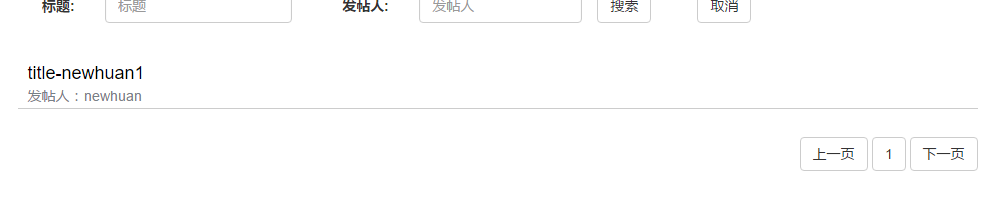 标题: 标题 发帖人: 发帖人 搜索 取消
title-newhuan1
发帖人：newhuan
上一页 1 下一页